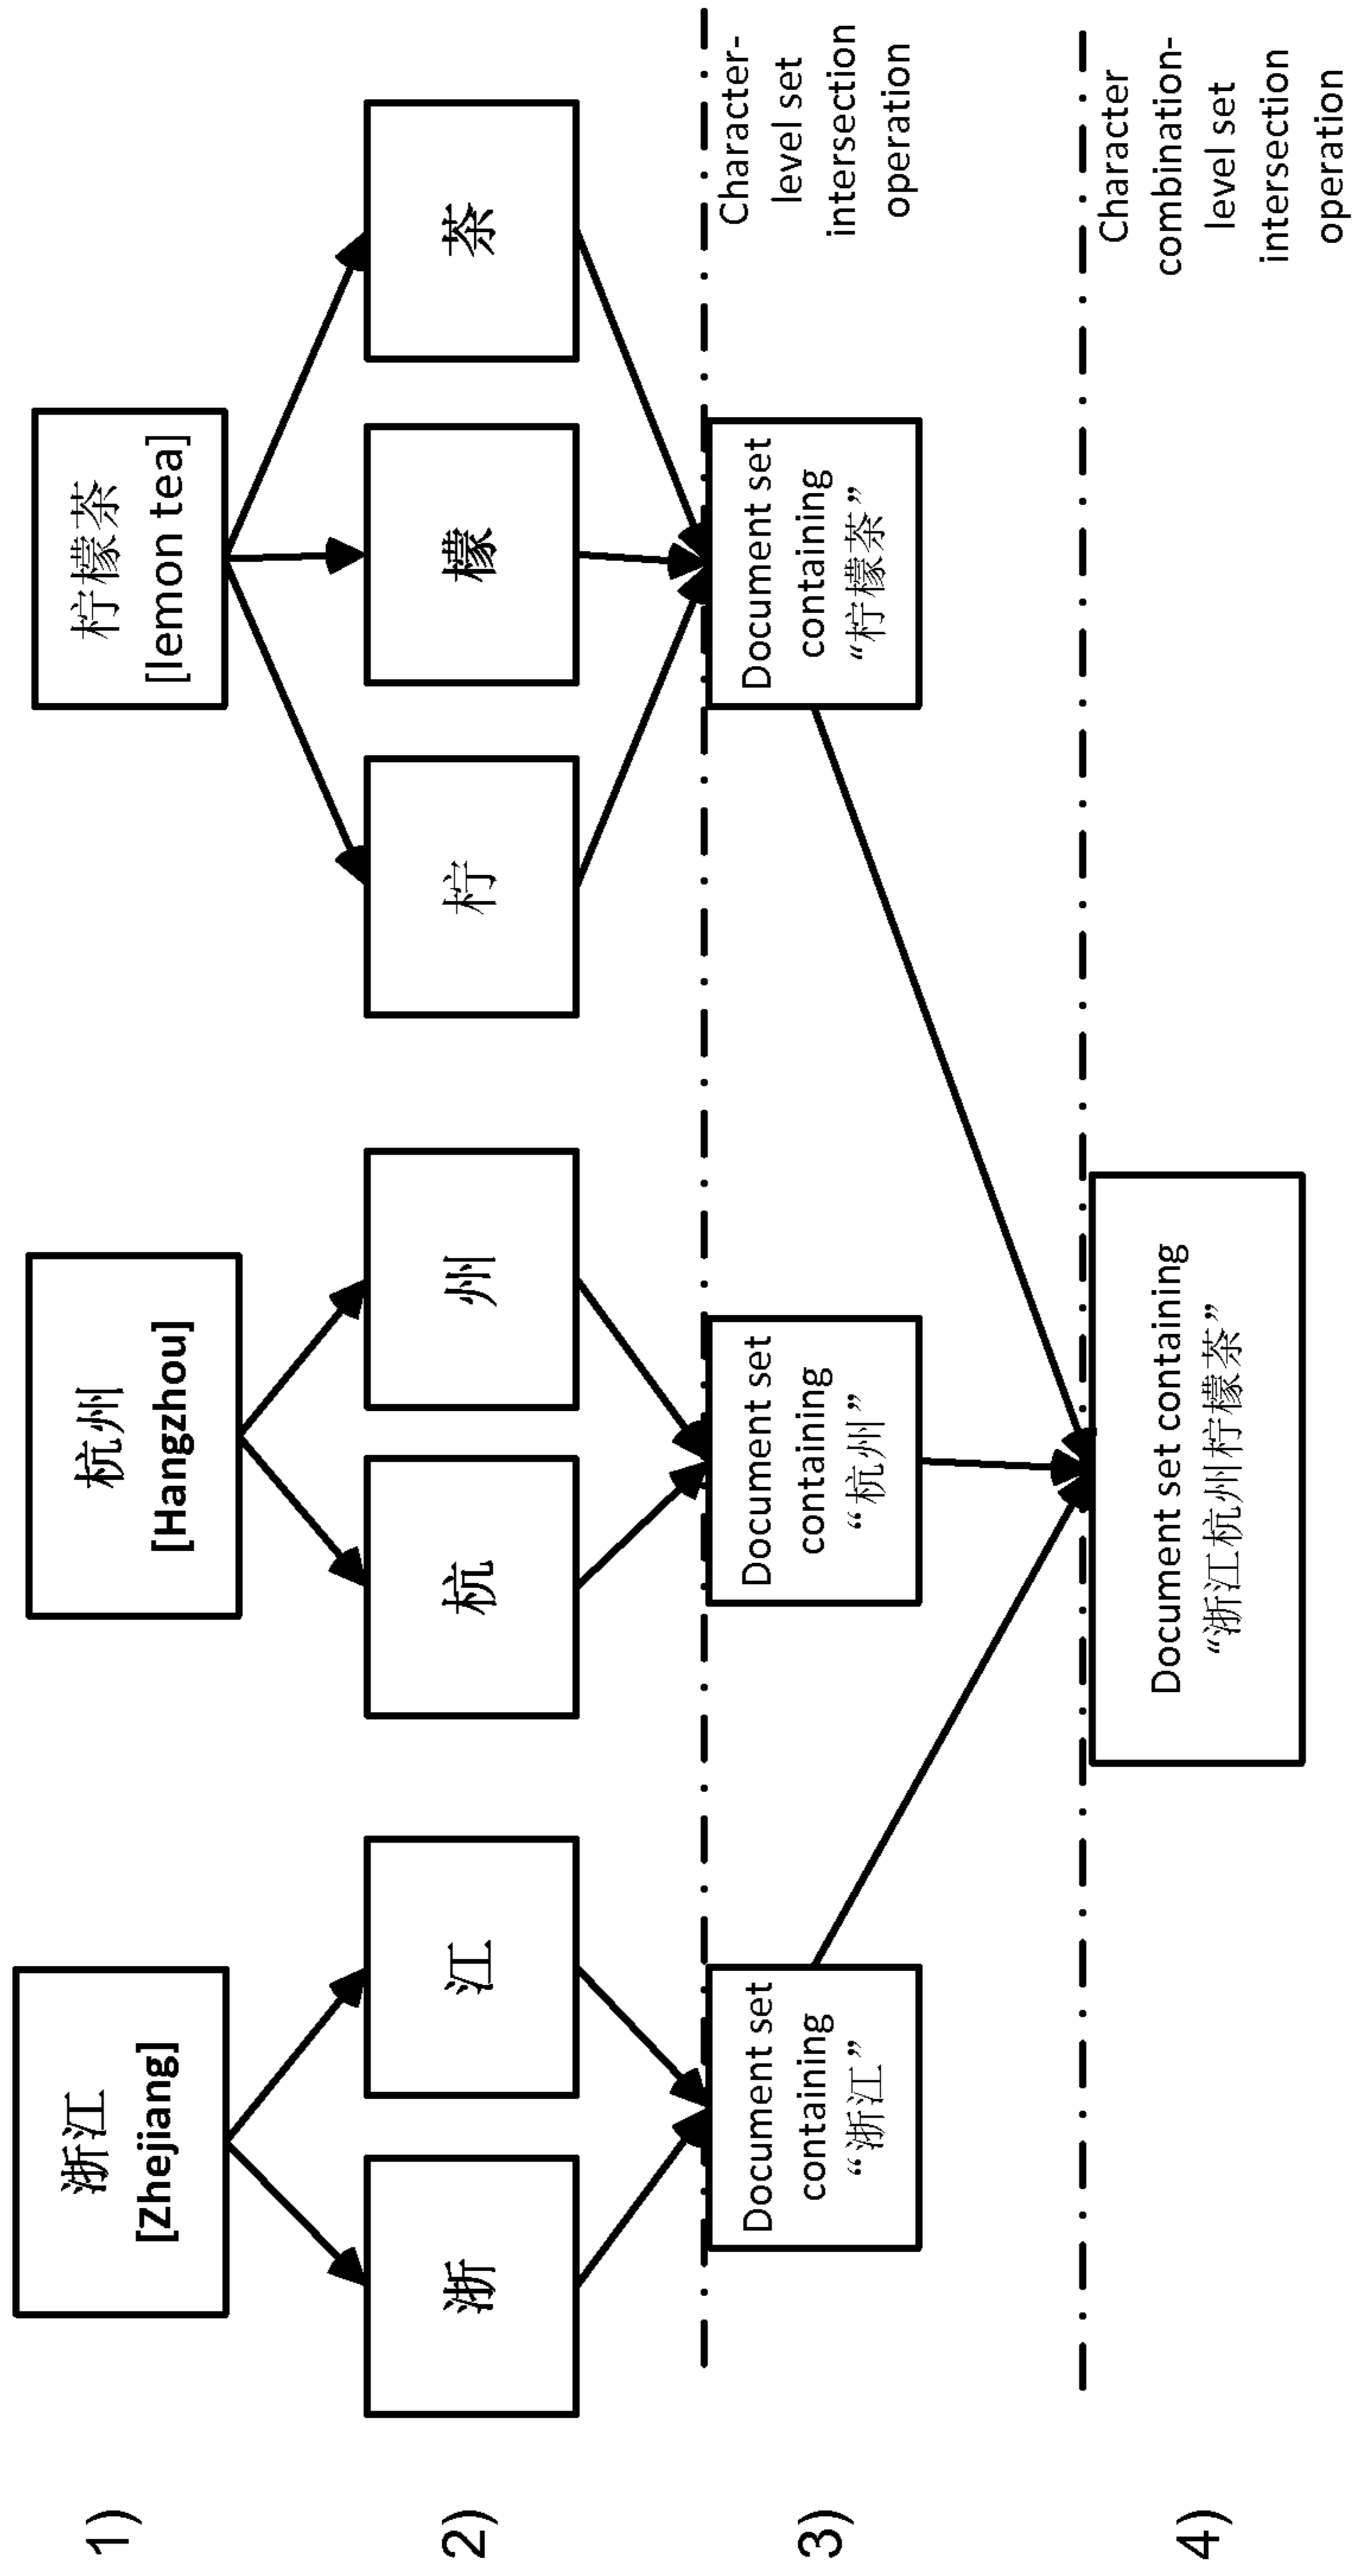 1)
浙江
[Zhejiang]
杭州
[Hangzhou]
柠檬茶
[lemon tea]
2)
浙
江
杭
州
柠
檬
茶
3)
Document set
containing
“浙江”
Document set
containing
“杭州”
Document set
containing
“柠檬茶”
Character-
level set
intersection
operation
4)
Document set containing
“浙江杭州柠檬茶”
Character
combination-
level set
intersection
operation